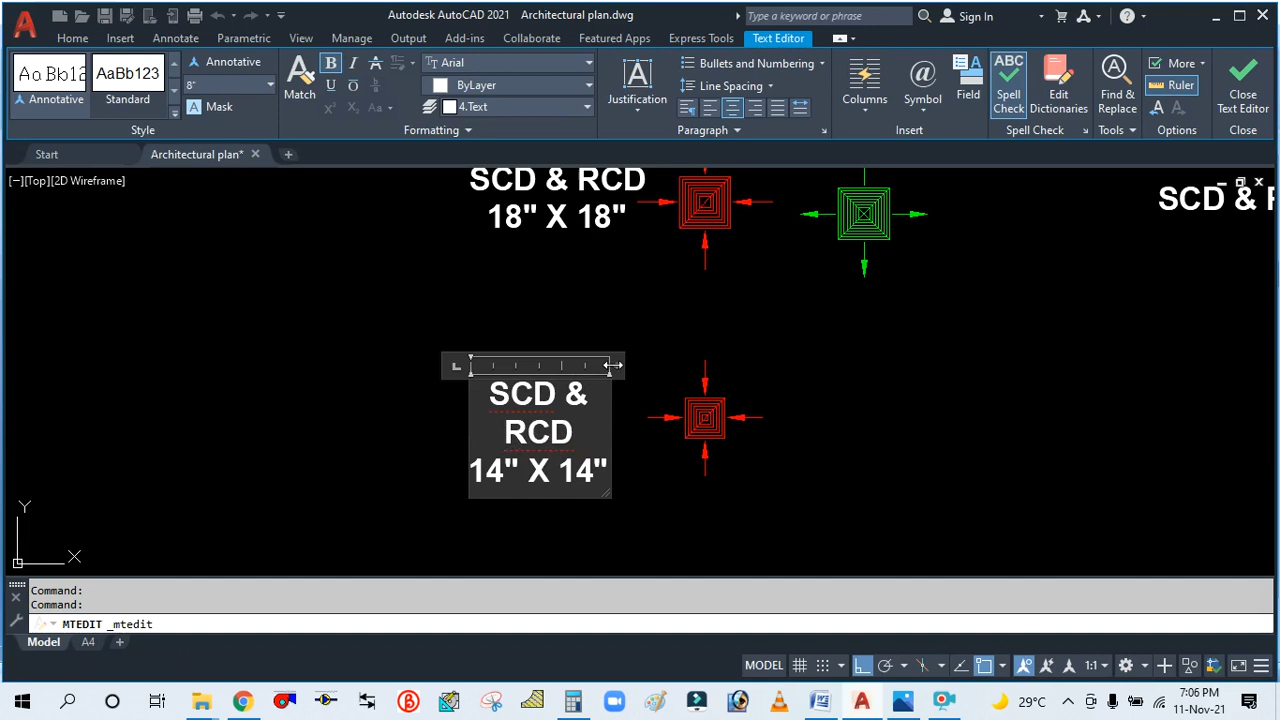 Autodesk AutoCAD 2021 Architectural plan.dwg
Type a keyword or phrase
Sign In
Home Insert Annotate Parametric View Manage Output Add-ins Collaborate Featured Apps Express Tools Text Editor
AaBb12 AaBb123
Annotative Standard
Annotative
8"
Mask
Style
Match
B I A
U O
Aa
Arial
ByLayer
4.Text
Formatting
Justification
Bullets and Numbering
Line Spacing
Paragraph
Columns
Symbol
Field
Insert
ABC
Spell Check
Edit Dictionaries
Spell Check
Find & Replace
Tools
More
Ruler
Options
Close Text Editor
Close
Start
Architectural plan*
[−][Top][2D Wireframe]
SCD & RCD
18" X 18"
SCD & R
SCD &
RCD
14" X 14"
Y
X
Command:
Command:
MTEDIT _mtedit
Model A4
MODEL
1:1
29°C
7:06 PM
11-Nov-21